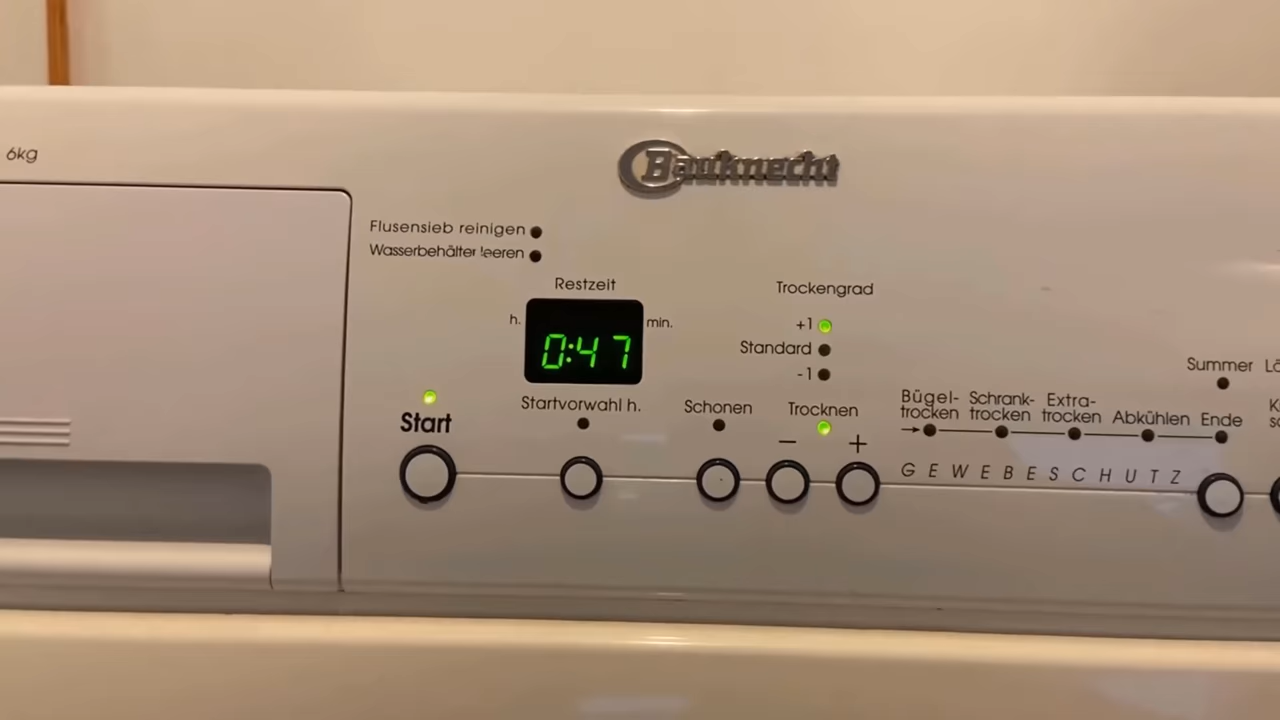 6kg
Bauknecht
Flusensieb reinigen
Wasserbehälter leeren
Restzeit
h.
0:47
min.
Trockengrad
+1
Standard
-1
Start
Startvorwahl h.
Schonen
Trocknen
− +
Bügel-
trocken
Schrank-
trocken
Extra-
trocken
Abkühlen
Ende
GEWEBESCHUTZ
Summer